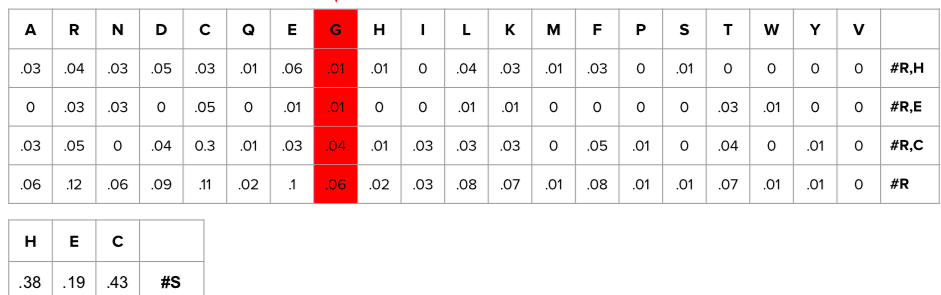 A R N D C Q E G H I L K M F P S T W Y V
.03 .04 .03 .05 .03 .01 .06 .01 .01 0 .04 .03 .01 .03 0 .01 0 0 0 0 #R,H
0 .03 .03 0 .05 0 .01 .01 0 0 .01 .01 0 0 0 0 .03 .01 0 0 #R,E
.03 .05 0 .04 0.3 .01 .03 .04 .01 .03 .03 .03 0 .05 .01 0 .04 0 .01 0 #R,C
.06 .12 .06 .09 .11 .02 .1 .06 .02 .03 .08 .07 .01 .08 .01 .01 .07 .01 .01 0 #R
H E C
.38 .19 .43 #S